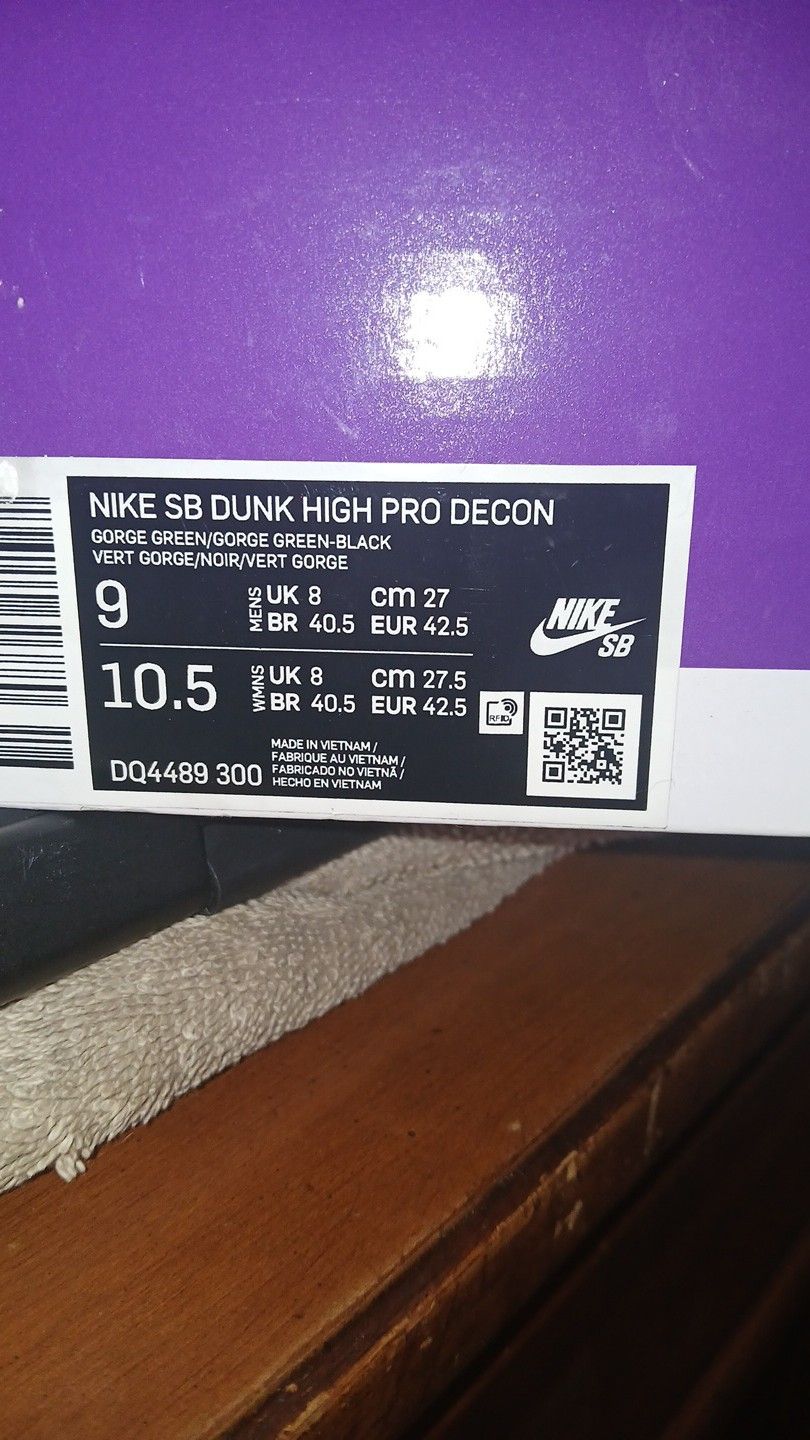 NIKE SB DUNK HIGH PRO DECON
GORGE GREEN/GORGE GREEN-BLACK
VERT GORGE/NOIR/VERT GORGE
9
MENS
UK 8 cm 27
BR 40.5 EUR 42.5
10.5
WMNS
UK 8 cm 27.5
BR 40.5 EUR 42.5
NIKE
SB
RFID
DQ4489 300
MADE IN VIETNAM /
FABRIQUE AU VIETNAM /
FABRICADO NO VIETNÃ /
HECHO EN VIETNAM